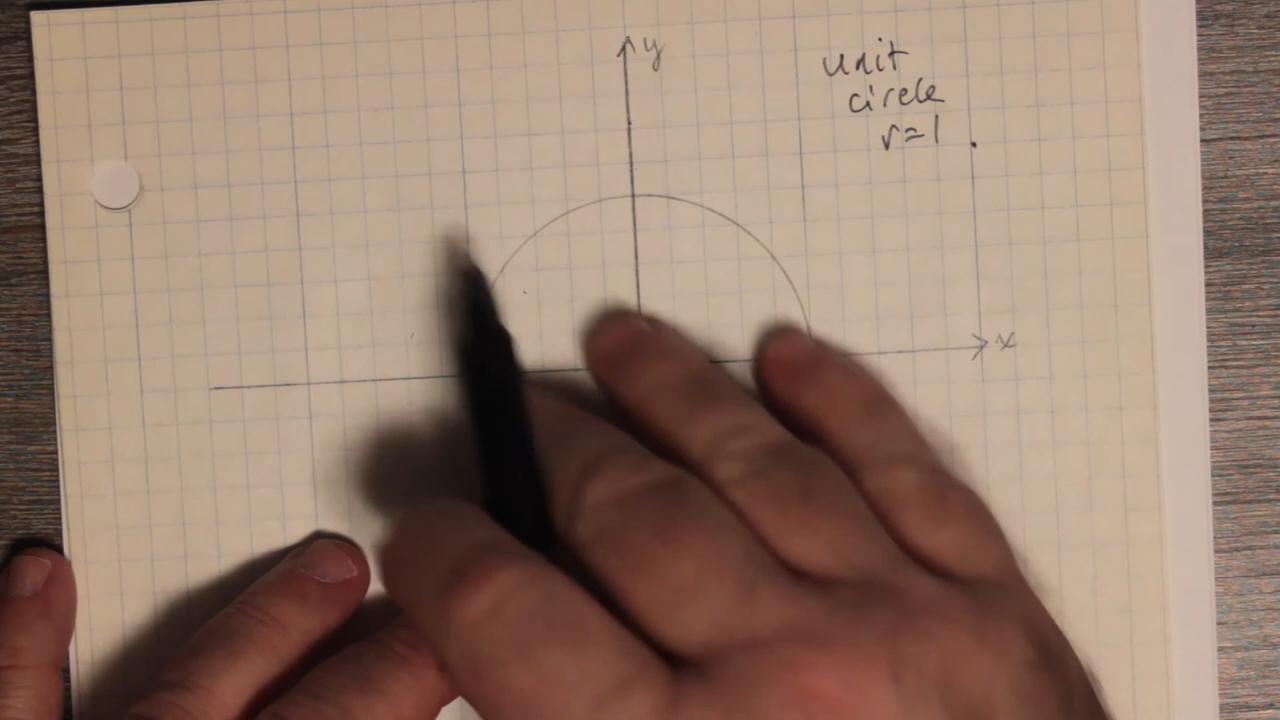 y
unit
circle
r=1
x